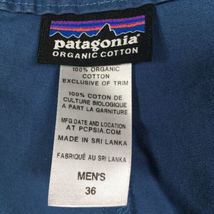 patagonia
ORGANIC COTTON
100% ORGANIC
COTTON
EXCLUSIVE OF TRIM
100% COTON DE
CULTURE BIOLOGIQUE
A PART LA GARNITURE
MFG DATE AND LOCATION
AT PCPSIA.COM
MADE IN SRI LANKA
FABRIQUÉ AU SRI LANKA
MEN'S
36